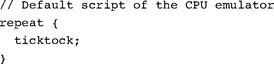 // Default script of the CPU emulator
repeat {
  ticktock;
}